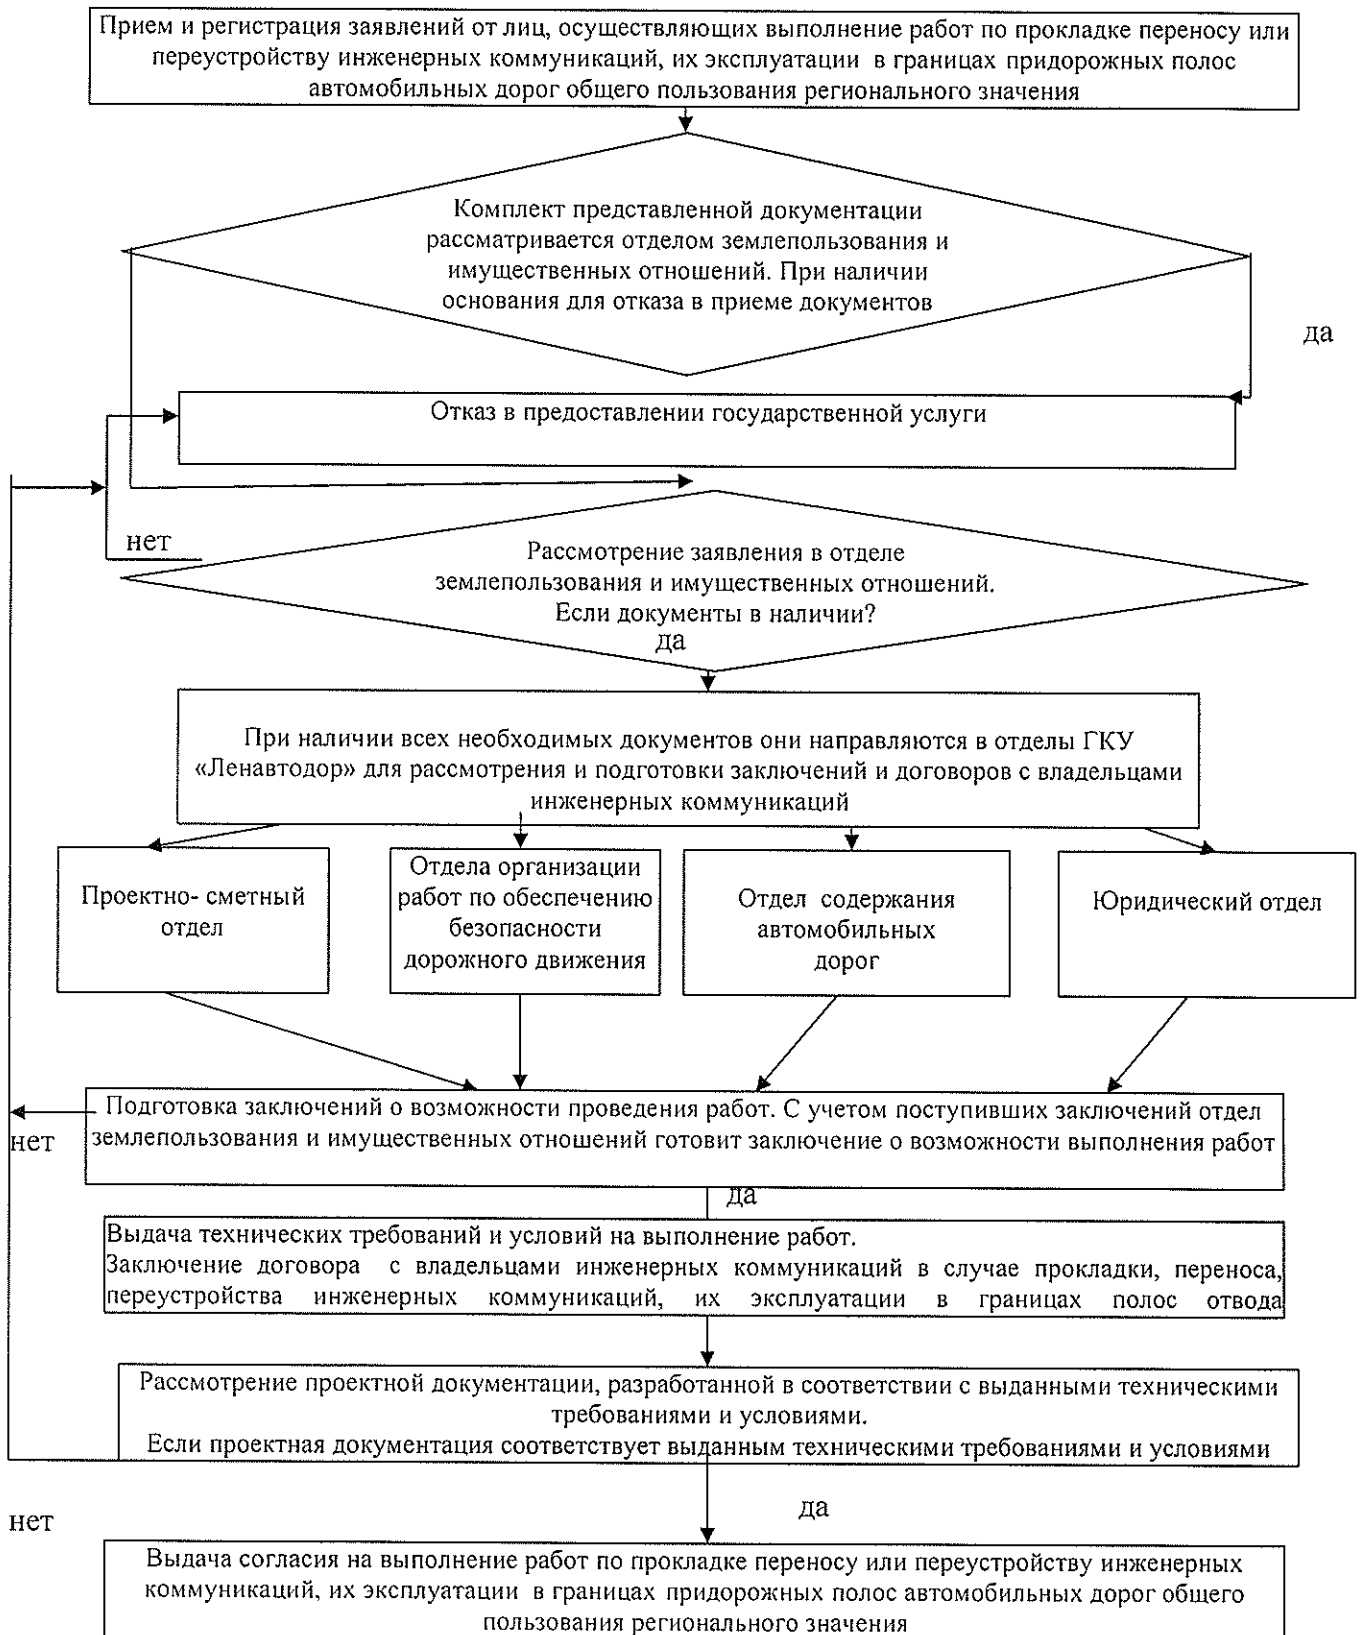 Прием и регистрация заявлений от лиц, осуществляющих выполнение работ по прокладке переносу или
переустройству инженерных коммуникаций, их эксплуатации в границах придорожных полос
автомобильных дорог общего пользования регионального значения
Комплект представленной документации
рассматривается отделом землепользования и
имущественных отношений. При наличии
основания для отказа в приеме документов
да
Отказ в предоставлении государственной услуги
нет
Рассмотрение заявления в отделе
землепользования и имущественных отношений.
Если документы в наличии?
да
При наличии всех необходимых документов они направляются в отделы ГКУ
«Ленавтодор» для рассмотрения и подготовки заключений и договоров с владельцами
инженерных коммуникаций
Проектно- сметный
отдел
Отдела организации
работ по обеспечению
безопасности
дорожного движения
Отдел содержания
автомобильных
дорог
Юридический отдел
Подготовка заключений о возможности проведения работ. С учетом поступивших заключений отдел
землепользования и имущественных отношений готовит заключение о возможности выполнения работ
нет
да
Выдача технических требований и условий на выполнение работ.
Заключение договора с владельцами инженерных коммуникаций в случае прокладки, переноса,
переустройства инженерных коммуникаций, их эксплуатации в границах полос отвода
Рассмотрение проектной документации, разработанной в соответствии с выданными техническими
требованиями и условиями.
Если проектная документация соответствует выданным техническими требованиями и условиями
да
нет
Выдача согласия на выполнение работ по прокладке переносу или переустройству инженерных
коммуникаций, их эксплуатации в границах придорожных полос автомобильных дорог общего
пользования регионального значения